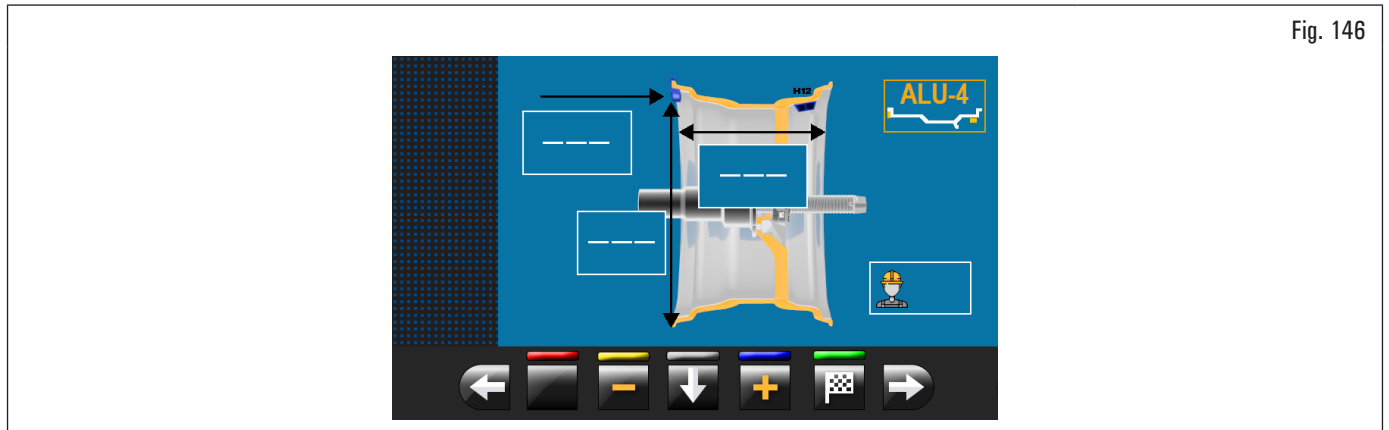 Fig. 146
H12
ALU-4
– – –
– – –
– – –